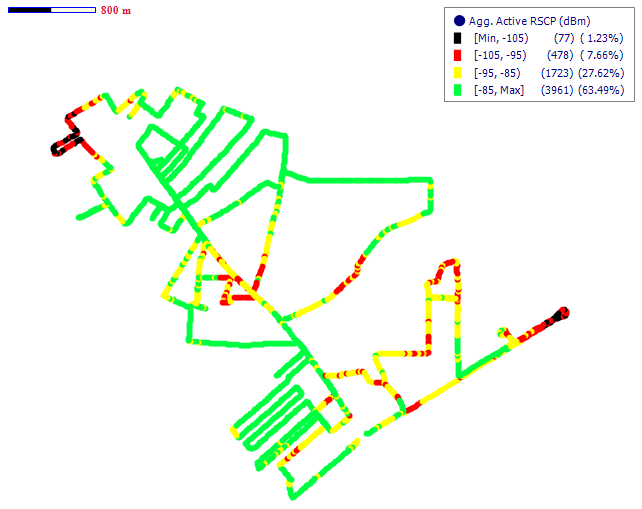 800 m
Agg. Active RSCP (dBm)
[Min, -105) (77) ( 1.23%)
[-105, -95) (478) ( 7.66%)
[-95, -85) (1723) (27.62%)
[-85, Max] (3961) (63.49%)